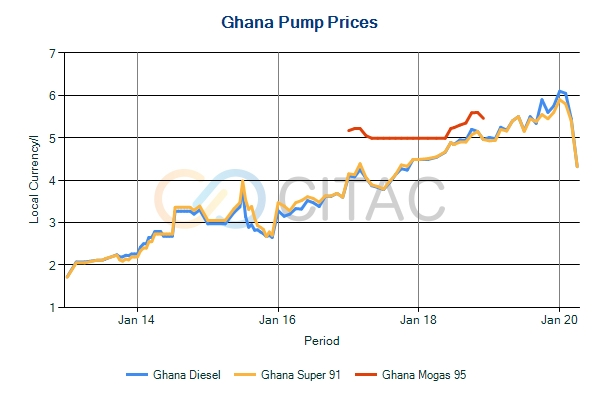 Ghana Pump Prices
7
6
5
4
3
2
1
Local Currency/l
CITAC
Jan 14 Jan 16 Jan 18 Jan 20
Period
Ghana Diesel Ghana Super 91 Ghana Mogas 95